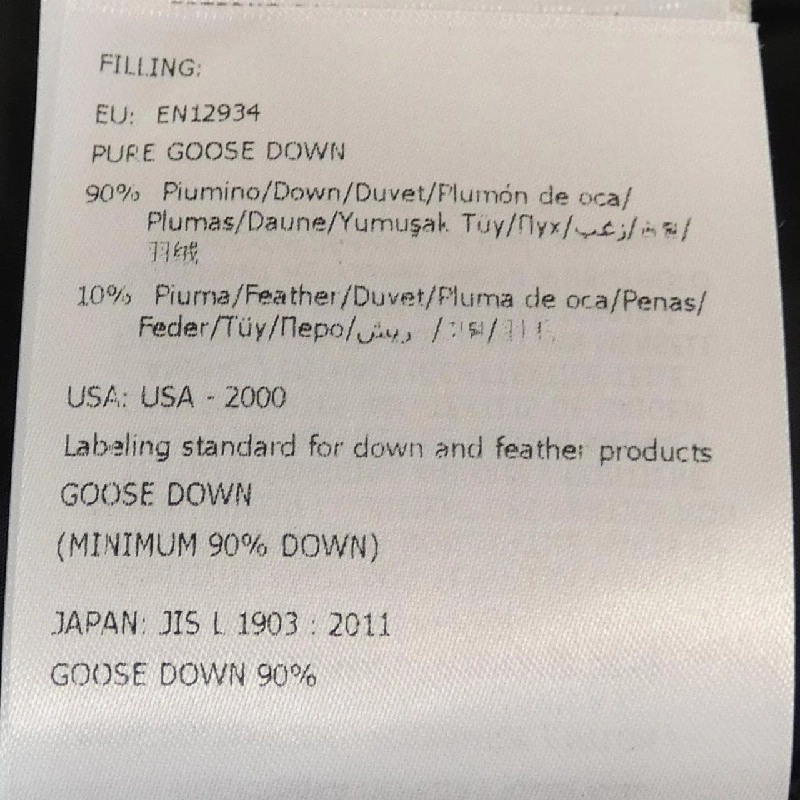 FILLING:
EU: EN12934
PURE GOOSE DOWN
90% Piumino/Down/Duvet/Plumón de oca/
Plumas/Daune/Yumuşak Tüy/Пух/زغب/
羽绒
10% Piuma/Feather/Duvet/Pluma de oca/Penas/
Feder/Tüy/Перо/ريش /
USA: USA - 2000
Labeling standard for down and feather products
GOOSE DOWN
(MINIMUM 90% DOWN)
JAPAN: JIS L 1903 : 2011
GOOSE DOWN 90%